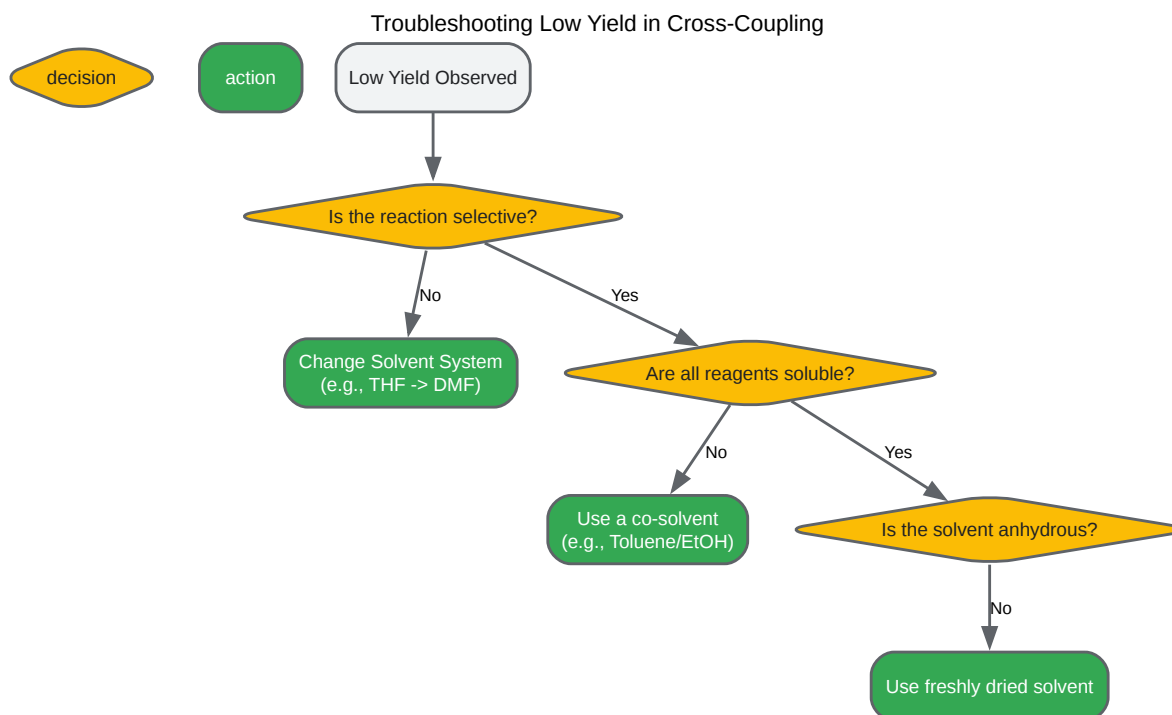 Troubleshooting Low Yield in Cross-Coupling
decision
action
Low Yield Observed
Is the reaction selective?
No
Yes
Change Solvent System
(e.g., THF -> DMF)
Are all reagents soluble?
No
Yes
Use a co-solvent
(e.g., Toluene/EtOH)
Is the solvent anhydrous?
No
Use freshly dried solvent